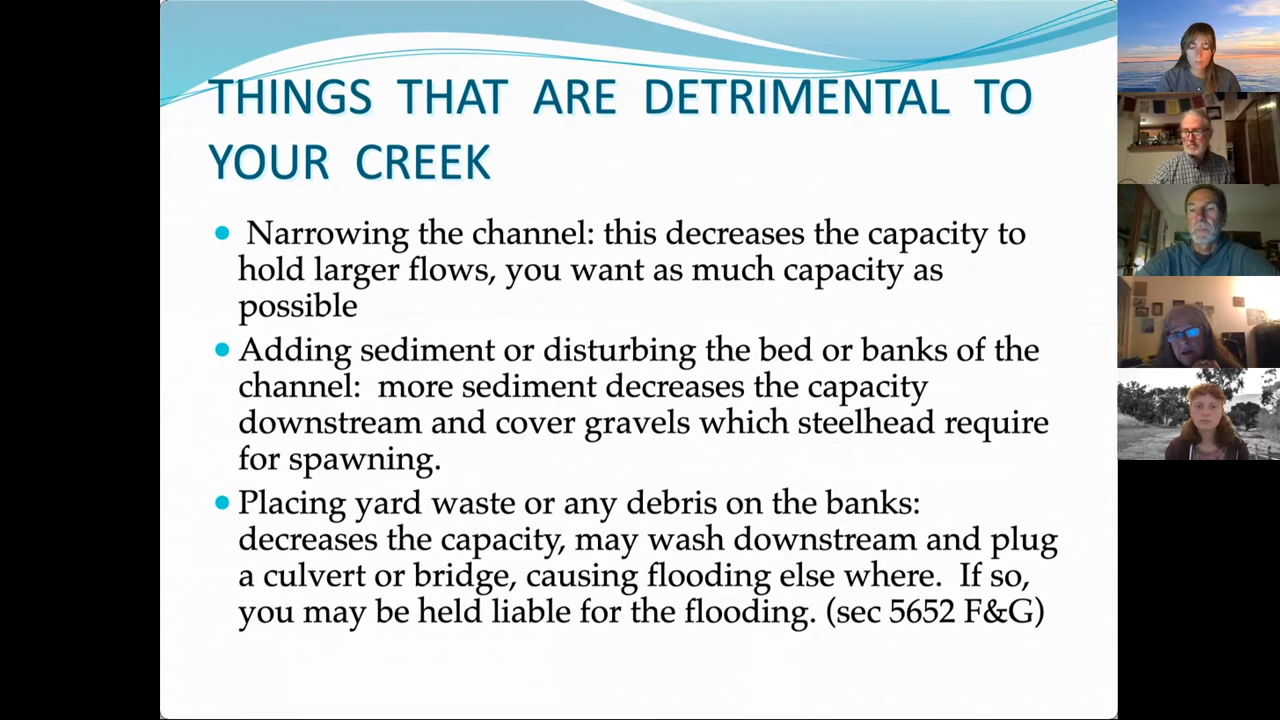 THINGS THAT ARE DETRIMENTAL TO
YOUR CREEK
Narrowing the channel: this decreases the capacity to
hold larger flows, you want as much capacity as
possible
Adding sediment or disturbing the bed or banks of the
channel: more sediment decreases the capacity
downstream and cover gravels which steelhead require
for spawning.
Placing yard waste or any debris on the banks:
decreases the capacity, may wash downstream and plug
a culvert or bridge, causing flooding else where. If so,
you may be held liable for the flooding. (sec 5652 F&G)